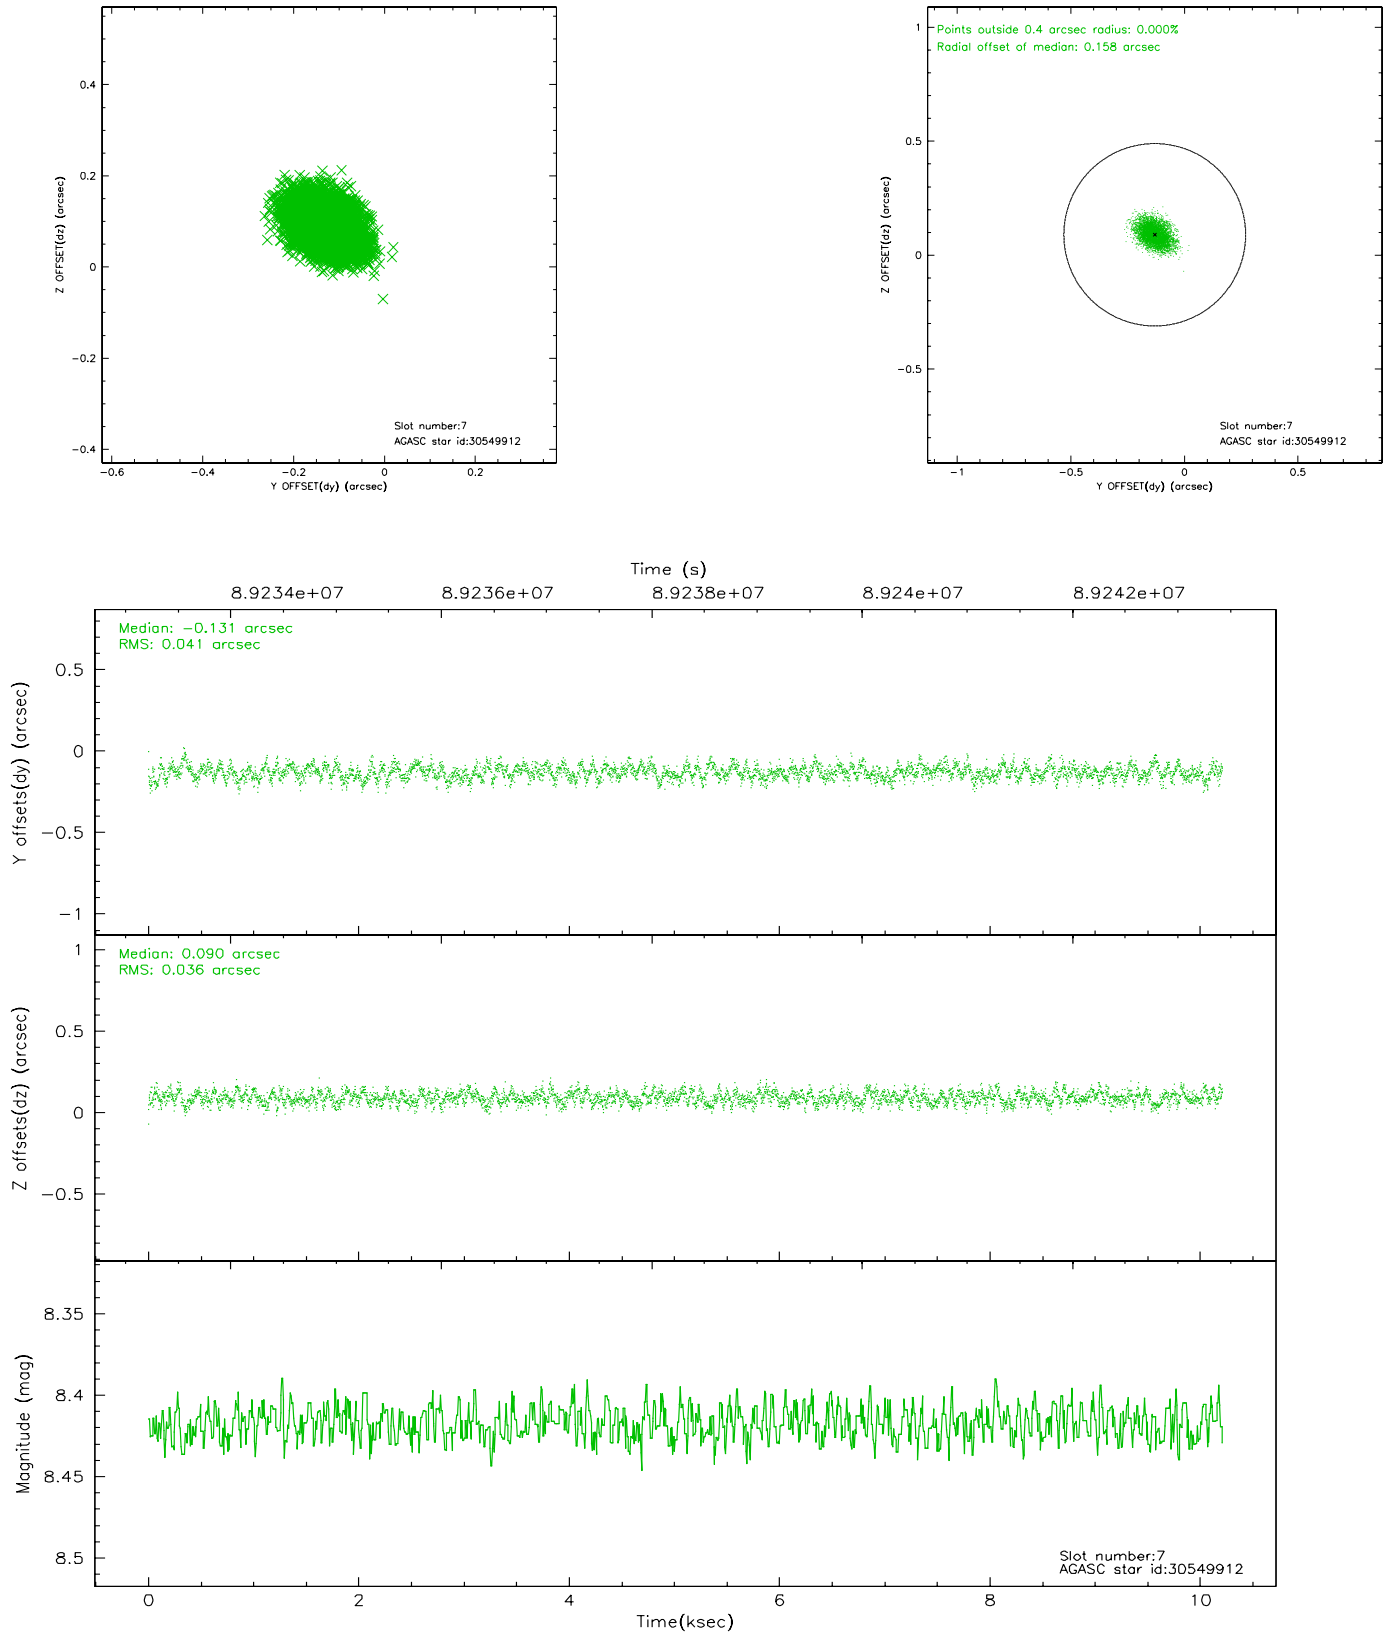 0.4
0.2
0
−0.2
−0.4
Z OFFSET(dz) (arcsec)
−0.6 −0.4 −0.2 0 0.2
Y OFFSET(dy) (arcsec)
Slot number:7
AGASC star id:30549912
Points outside 0.4 arcsec radius: 0.000%
Radial offset of median: 0.158 arcsec
1
0.5
0
−0.5
Z OFFSET(dz) (arcsec)
−1 −0.5 0 0.5
Y OFFSET(dy) (arcsec)
Slot number:7
AGASC star id:30549912
Time (s)
8.9234e+07 8.9236e+07 8.9238e+07 8.924e+07 8.9242e+07
Median: −0.131 arcsec
RMS: 0.041 arcsec
0.5
0
−0.5
−1
Y offsets(dy) (arcsec)
Median: 0.090 arcsec
RMS: 0.036 arcsec
1
0.5
0
−0.5
Z offsets(dz) (arcsec)
8.35
8.4
8.45
8.5
Magnitude (mag)
Slot number:7
AGASC star id:30549912
0 2 4 6 8 10
Time(ksec)